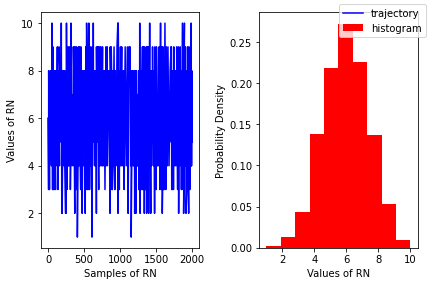 trajectory
histogram
Values of RN
10
8
6
4
2
0 500 1000 1500 2000
Samples of RN
Probability Density
0.25
0.20
0.15
0.10
0.05
0.00
2 4 6 8 10
Values of RN